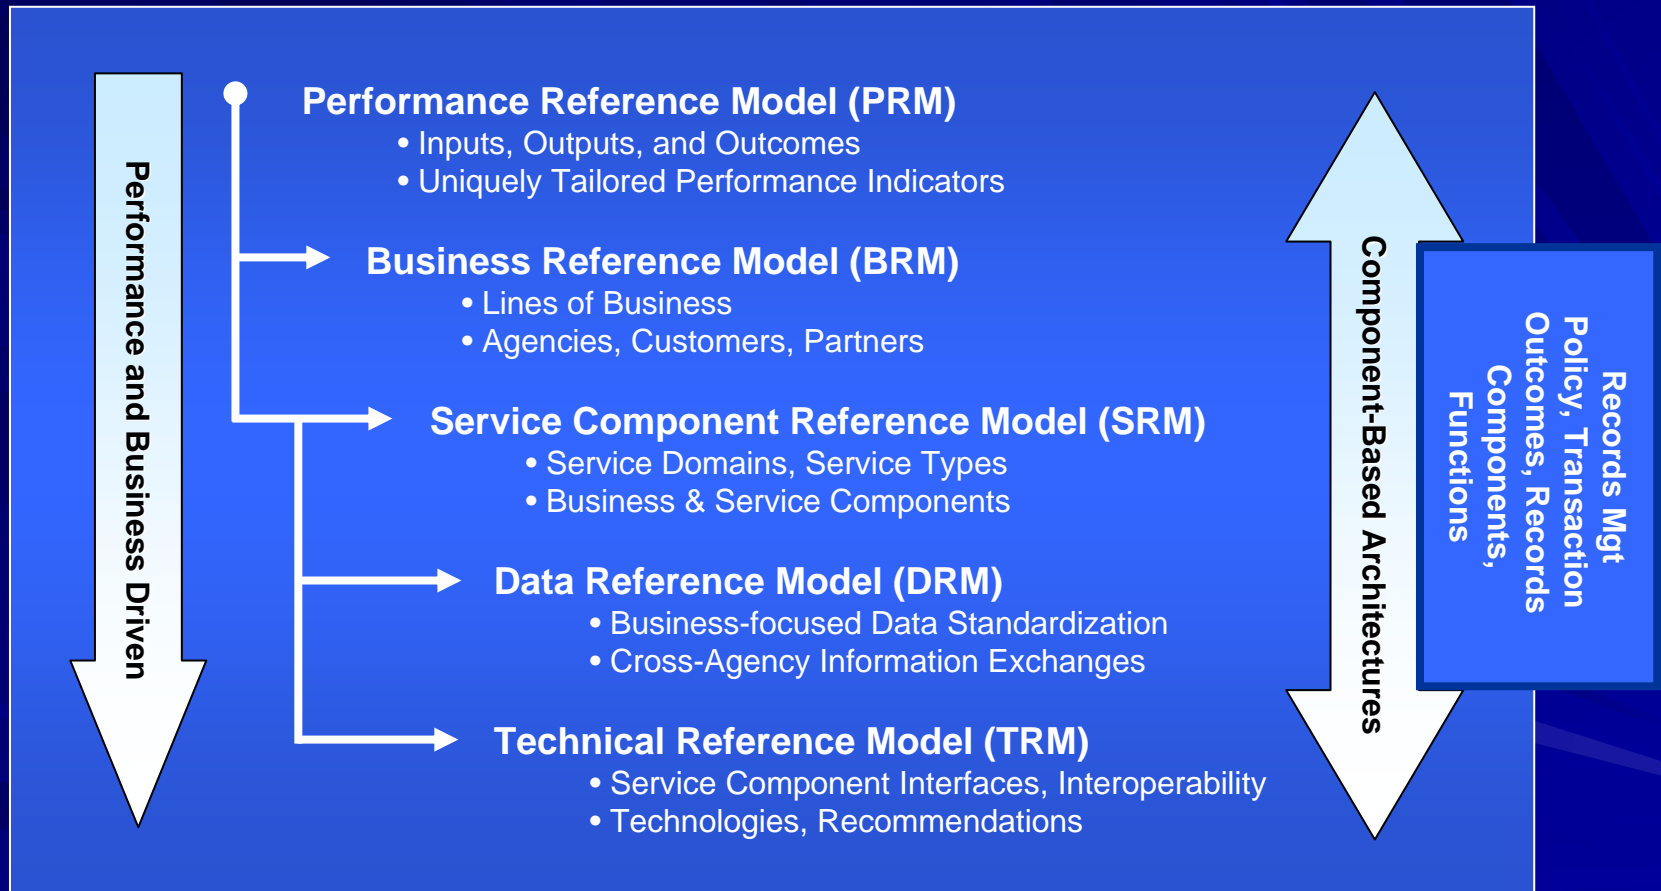 Performance and Business Driven
Performance Reference Model (PRM)
• Inputs, Outputs, and Outcomes
• Uniquely Tailored Performance Indicators
Business Reference Model (BRM)
• Lines of Business
• Agencies, Customers, Partners
Service Component Reference Model (SRM)
• Service Domains, Service Types
• Business & Service Components
Data Reference Model (DRM)
• Business-focused Data Standardization
• Cross-Agency Information Exchanges
Technical Reference Model (TRM)
• Service Component Interfaces, Interoperability
• Technologies, Recommendations
Component-Based Architectures
Records Mgt
Policy, Transaction
Outcomes, Records
Components,
Functions